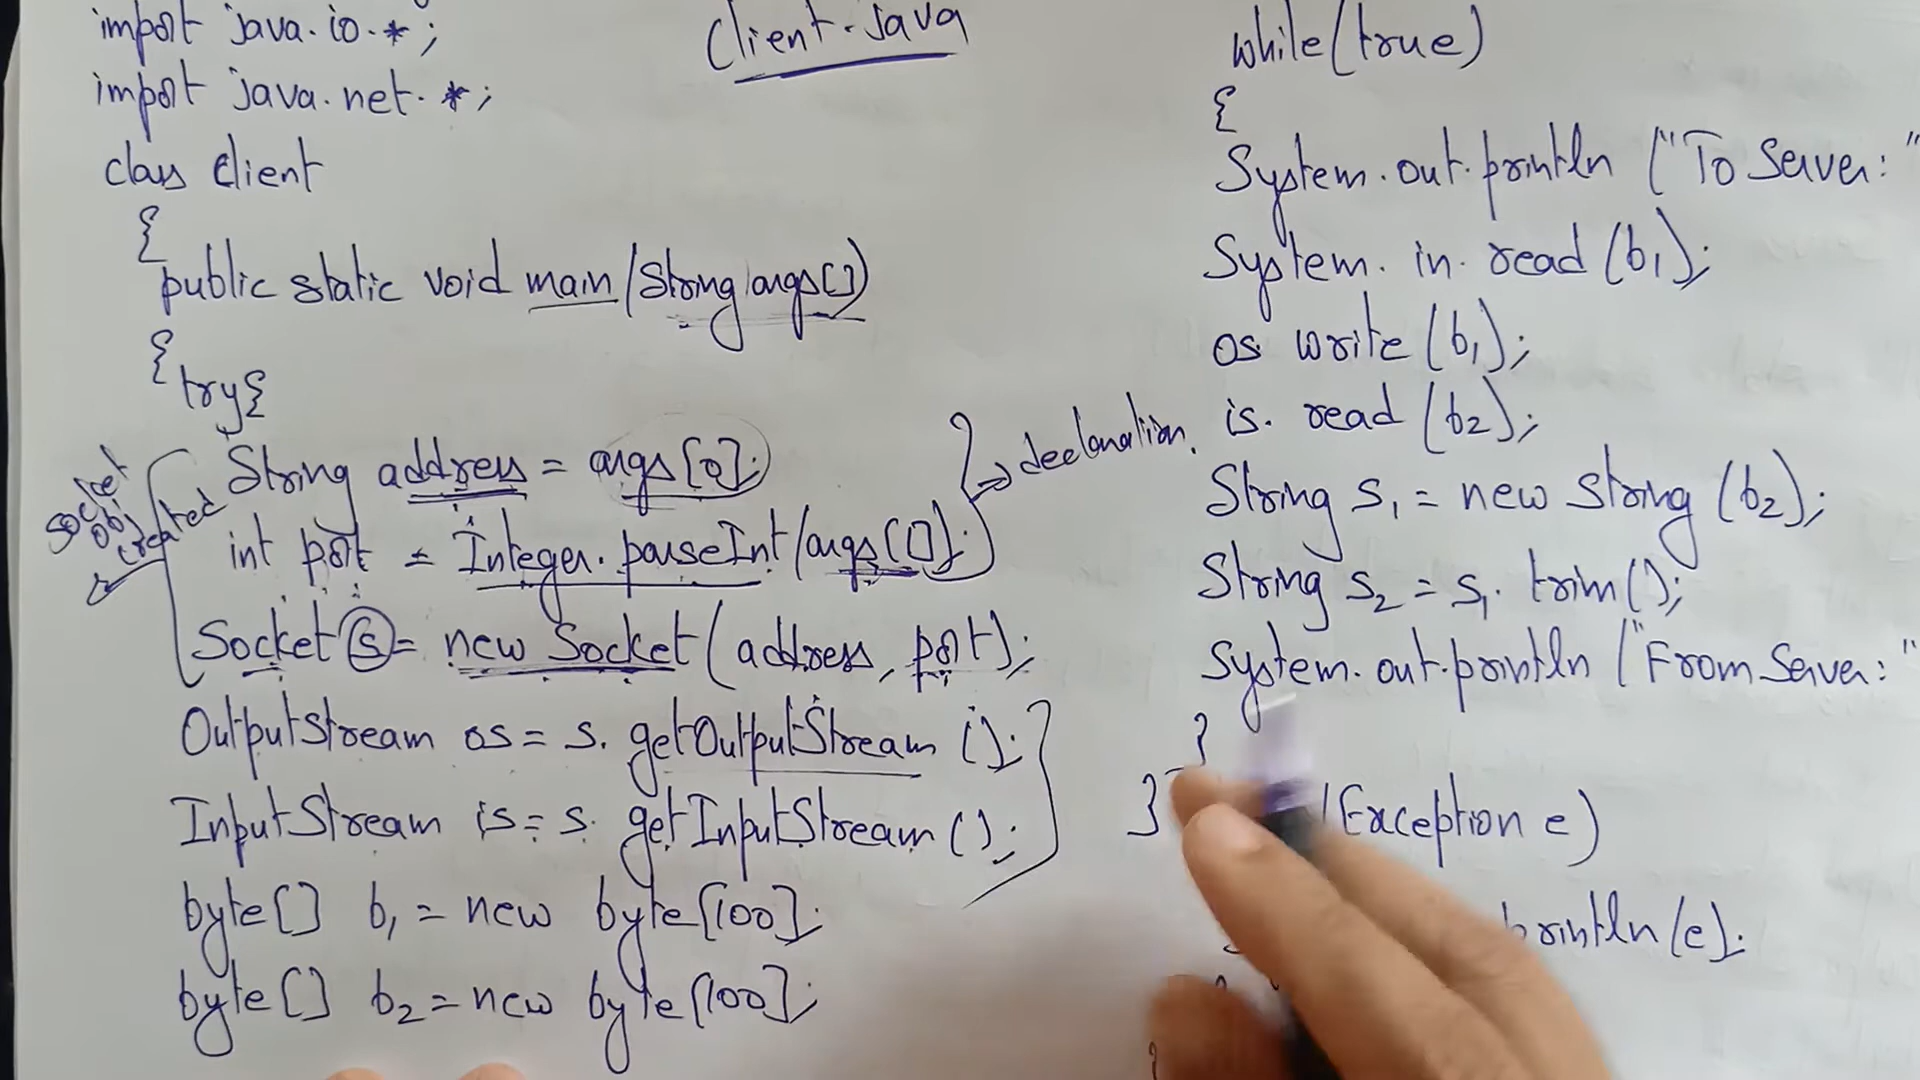 import java.io.*;
import java.net.*;
class client
{
public static void main(String args[])
{
try{
String address = args[0];
int port = Integer.parseInt(args[]);
Socket s = new Socket(address, port);
OutputStream os = s.getOutputStream();
InputStream is = s.getInputStream();
byte[] b1 = new byte[100];
byte[] b2 = new byte[100];
socket
obj
created
declaration.
Client.java
while(true)
{
System.out.println("To Server:"
System.in.read(b1);
os write(b1);
is.read(b2);
String s1 = new String(b2);
String s2 = s1.trim();
System.out.println("From Server:"
}
}
(Exception e)
println(e);